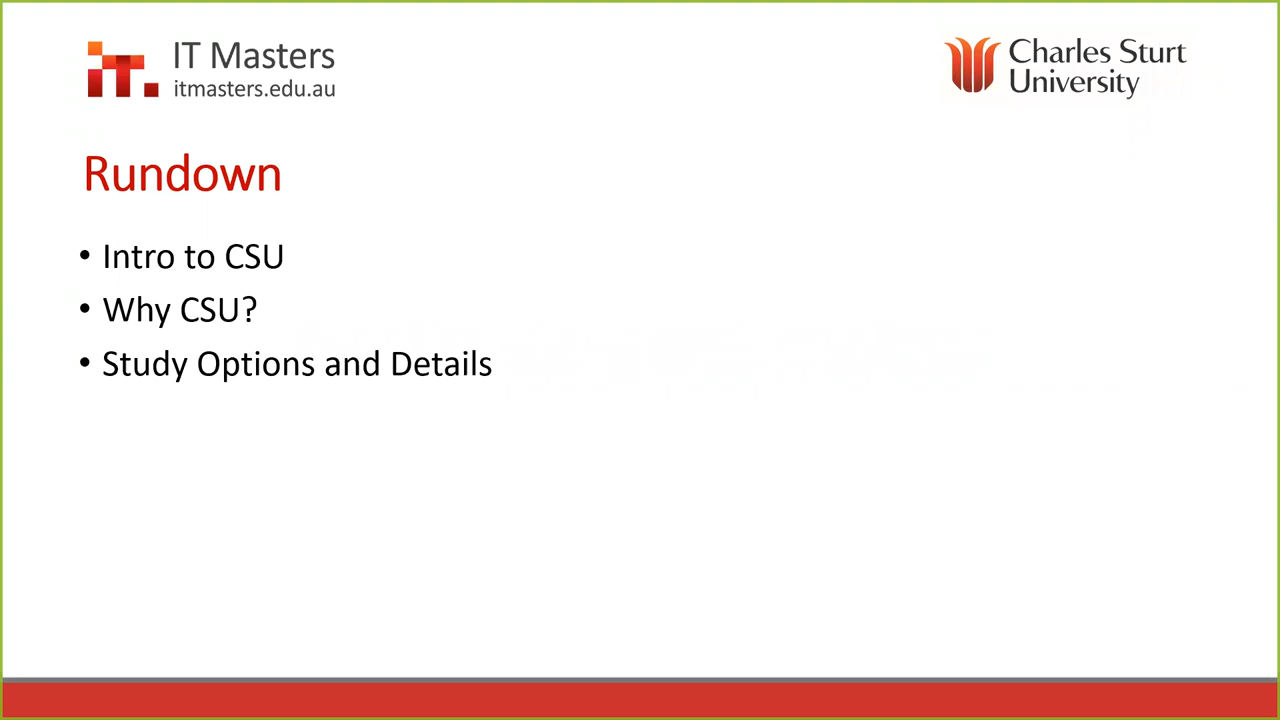 IT Masters
itmasters.edu.au
Charles Sturt
University
Rundown
• Intro to CSU
• Why CSU?
• Study Options and Details